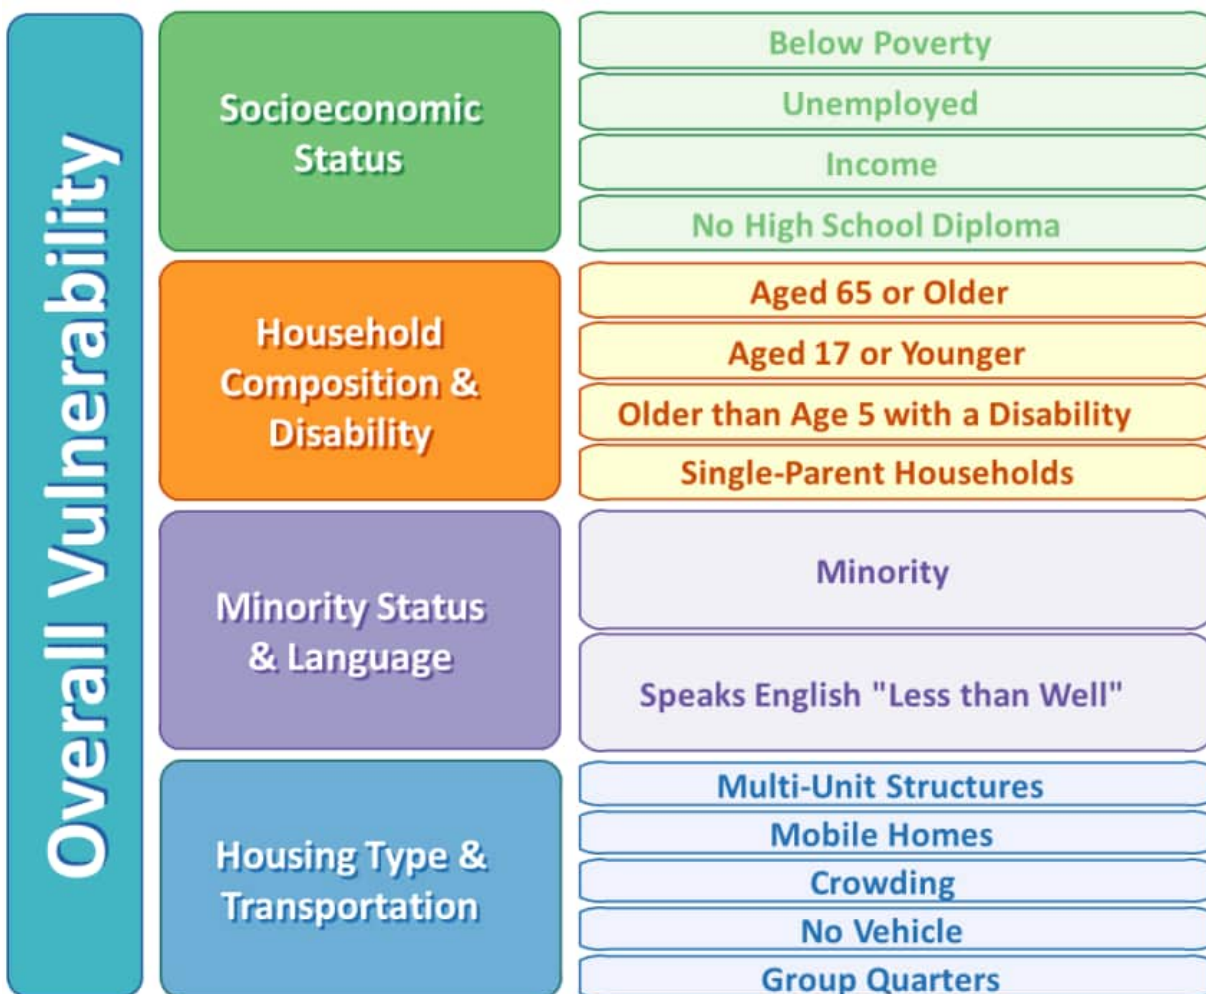 Overall Vulnerability
Socioeconomic
Status
Below Poverty
Unemployed
Income
No High School Diploma
Household
Composition &
Disability
Aged 65 or Older
Aged 17 or Younger
Older than Age 5 with a Disability
Single-Parent Households
Minority Status
& Language
Minority
Speaks English "Less than Well"
Housing Type &
Transportation
Multi-Unit Structures
Mobile Homes
Crowding
No Vehicle
Group Quarters